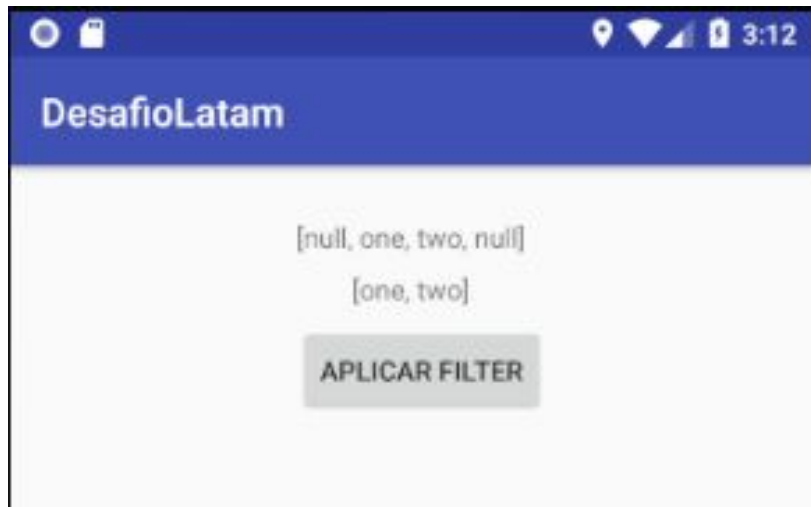 3:12
DesafioLatam
[null, one, two, null]
[one, two]
APLICAR FILTER